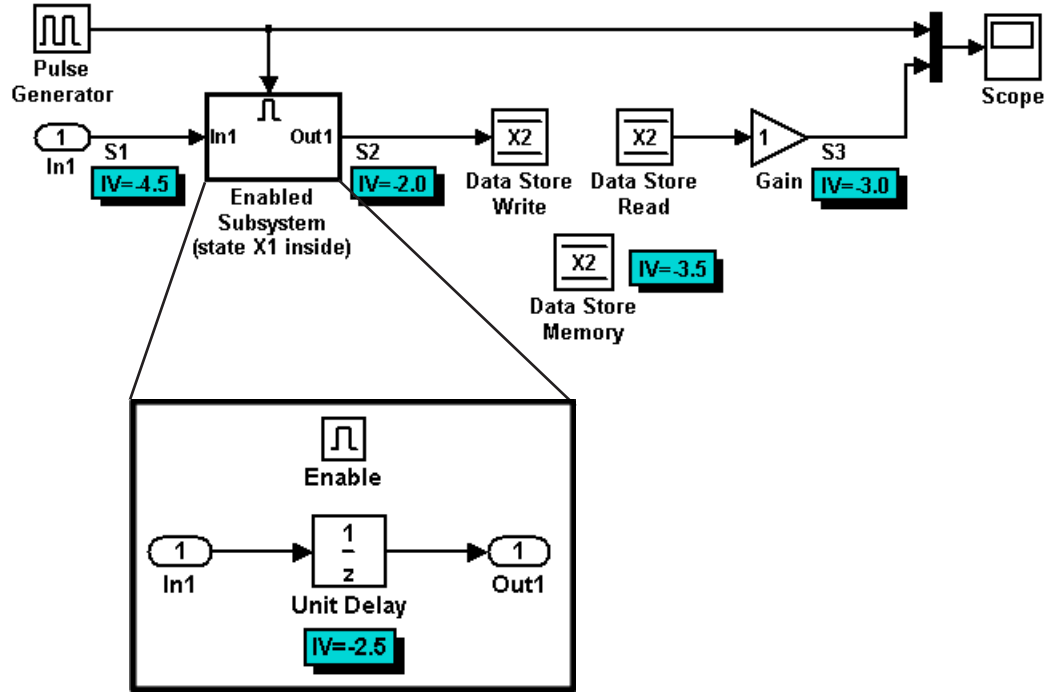 Pulse
Generator
Scope
1
In1
S1
IV=-4.5
In1
Out1
Enabled
Subsystem
(state X1 inside)
S2
IV=-2.0
X2
Data Store
Write
X2
Data Store
Read
1
Gain
S3
IV=-3.0
X2
IV=-3.5
Data Store
Memory
Enable
1
In1
1
z
Unit Delay
IV=-2.5
1
Out1